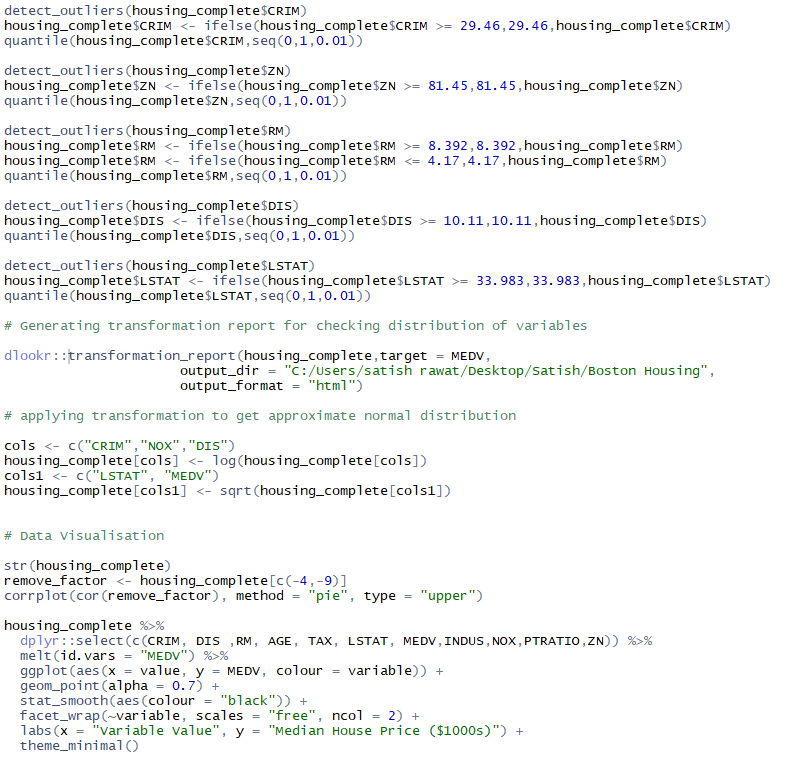 detect_outliers(housing_complete$CRIM)
housing_complete$CRIM <- ifelse(housing_complete$CRIM >= 29.46,29.46,housing_complete$CRIM)
quantile(housing_complete$CRIM,seq(0,1,0.01))
detect_outliers(housing_complete$ZN)
housing_complete$ZN <- ifelse(housing_complete$ZN >= 81.45,81.45,housing_complete$ZN)
quantile(housing_complete$ZN,seq(0,1,0.01))
detect_outliers(housing_complete$RM)
housing_complete$RM <- ifelse(housing_complete$RM >= 8.392,8.392,housing_complete$RM)
housing_complete$RM <- ifelse(housing_complete$RM <= 4.17,4.17,housing_complete$RM)
quantile(housing_complete$RM,seq(0,1,0.01))
detect_outliers(housing_complete$DIS)
housing_complete$DIS <- ifelse(housing_complete$DIS >= 10.11,10.11,housing_complete$DIS)
quantile(housing_complete$DIS,seq(0,1,0.01))
detect_outliers(housing_complete$LSTAT)
housing_complete$LSTAT <- ifelse(housing_complete$LSTAT >= 33.983,33.983,housing_complete$LSTAT)
quantile(housing_complete$LSTAT,seq(0,1,0.01))
# Generating transformation report for checking distribution of variables
dlookr::transformation_report(housing_complete,target = MEDV,
output_dir = "C:/Users/satish rawat/Desktop/Satish/Boston Housing",
output_format = "html")
# applying transformation to get approximate normal distribution
cols <- c("CRIM","NOX","DIS")
housing_complete[cols] <- log(housing_complete[cols])
cols1 <- c("LSTAT", "MEDV")
housing_complete[cols1] <- sqrt(housing_complete[cols1])
# Data Visualisation
str(housing_complete)
remove_factor <- housing_complete[c(-4,-9)]
corrplot(cor(remove_factor), method = "pie", type = "upper")
housing_complete %>%
dplyr::select(c(CRIM, DIS ,RM, AGE, TAX, LSTAT, MEDV,INDUS,NOX,PTRATIO,ZN)) %>%
melt(id.vars = "MEDV") %>%
ggplot(aes(x = value, y = MEDV, colour = variable)) +
geom_point(alpha = 0.7) +
stat_smooth(aes(colour = "black")) +
facet_wrap(~variable, scales = "free", ncol = 2) +
labs(x = "Variable Value", y = "Median House Price ($1000s)") +
theme_minimal()